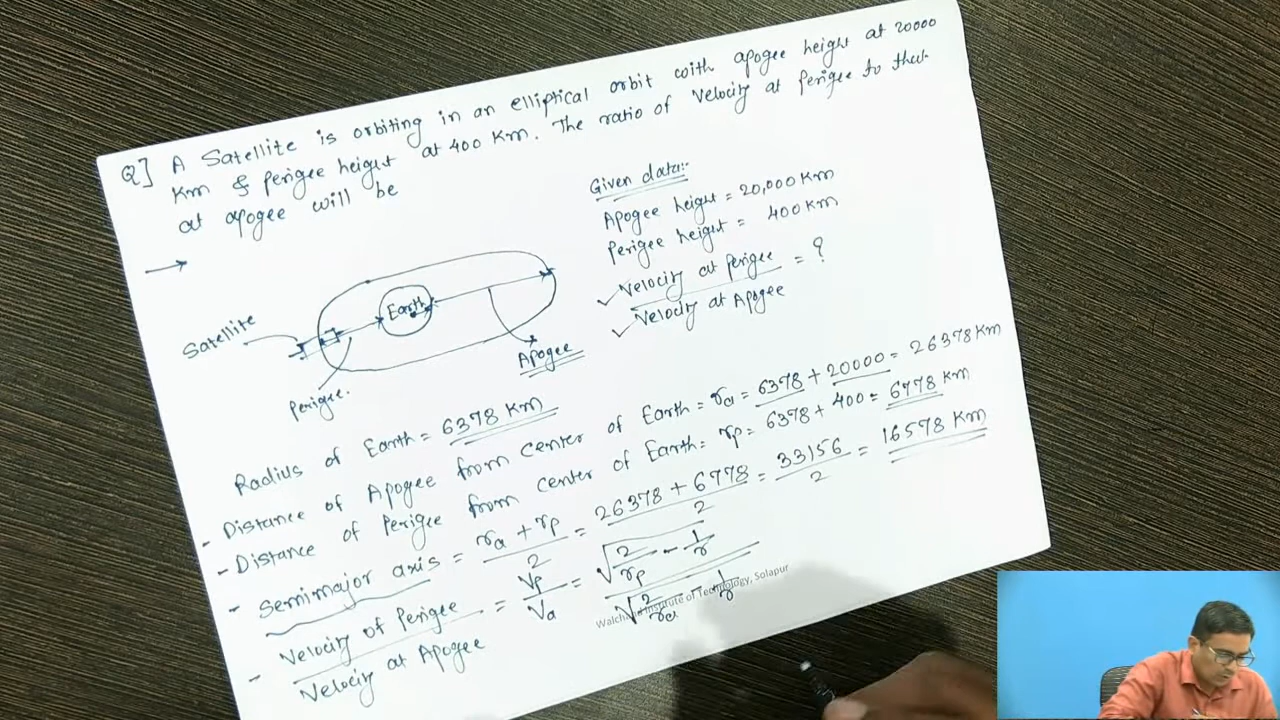 Q] A Satellite is orbiting in an elliptical orbit with apogee height at 20000
Km & perigee height at 400 Km. The ratio of Velocity at Perigee to that
at apogee will be
Given data:-
Apogee height = 20,000 Km
Perigee height = 400 Km
Velocity at perigee = ?
Velocity at Apogee
Satellite
Earth
Perigee.
Apogee
Radius of Earth = 6378 Km
- Distance of Apogee from center of Earth = ra = 6378 + 20000 = 26378 Km
- Distance of Perigee from center of Earth = rp = 6378 + 400 = 6778 Km
- Semimajor axis = ra + rp / 2 = 26378 + 6778 / 2 = 33156 / 2 = 16578 Km
- Velocity of Perigee / Velocity at Apogee = Vp / Va = √2/rp - 1/r / √2/ra - 1/r
Walchand Institute of Technology, Solapur